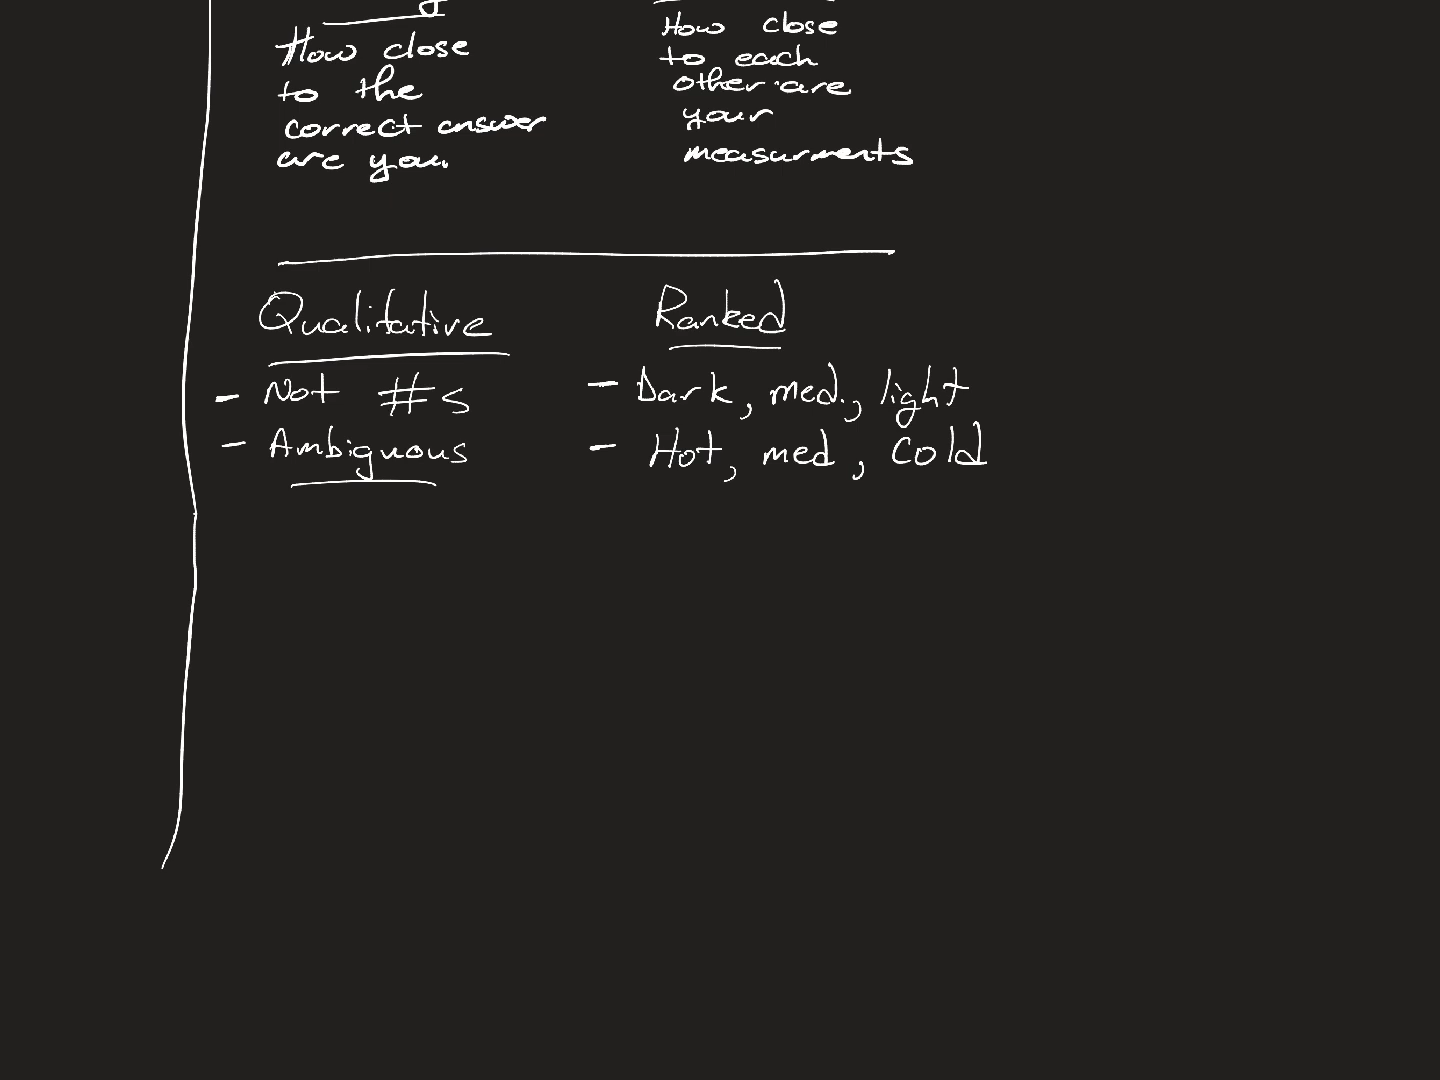 How close
to the
correct answer
are you.
How close
to each
other are
your
measurments
Qualitative
- Not #s
- Ambiguous
Ranked
- Dark, med., light
- Hot, med, cold